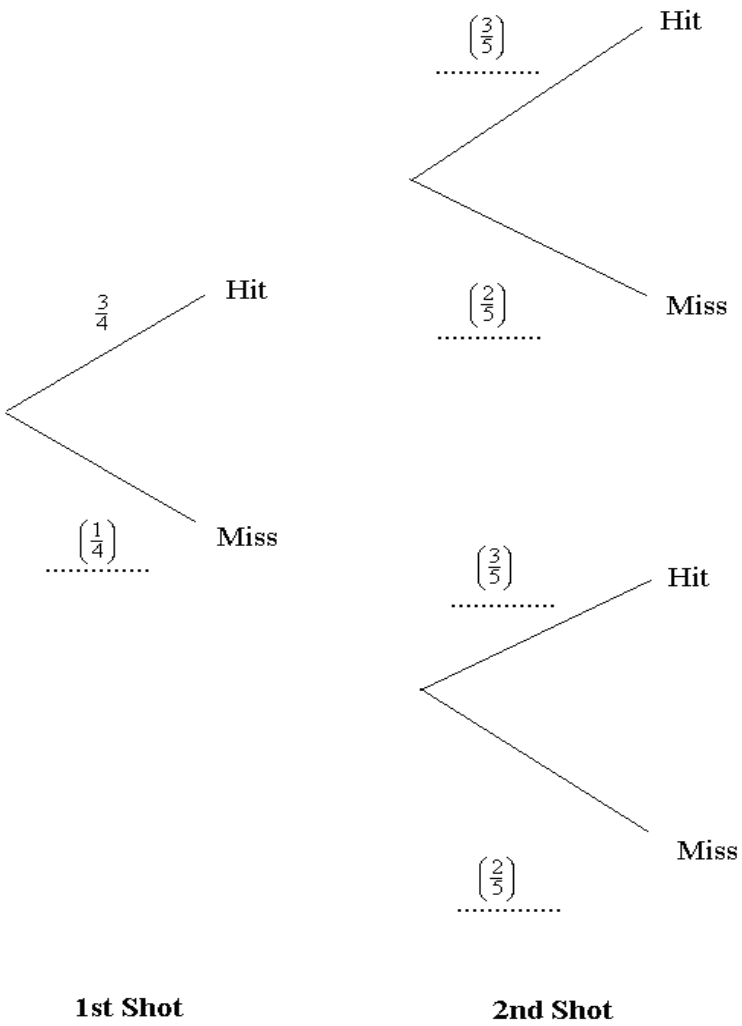 (3/5)
Hit
(2/5)
Miss
3/4
Hit
(1/4)
Miss
(3/5)
Hit
(2/5)
Miss
1st Shot
2nd Shot